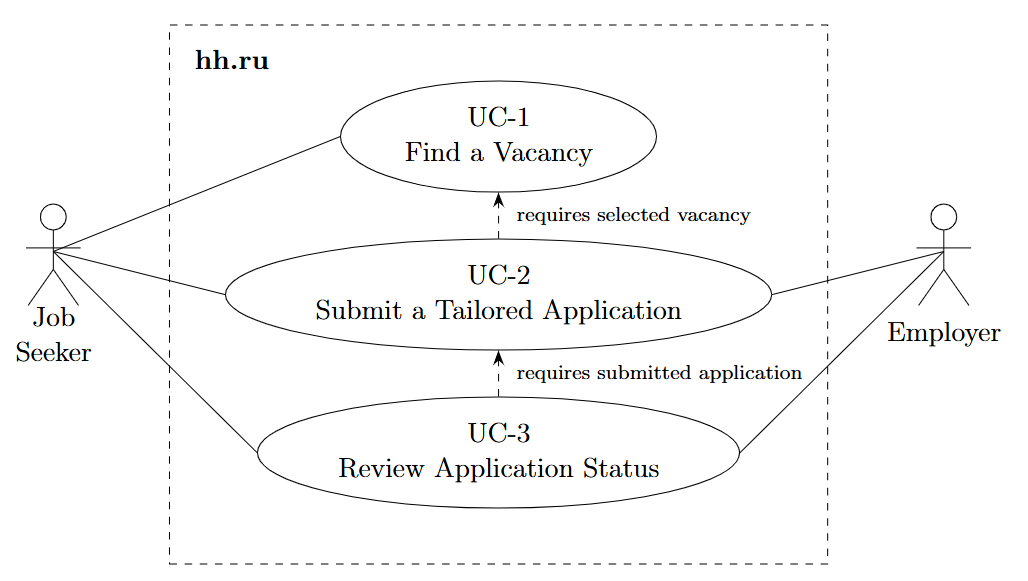 hh.ru
UC-1
Find a Vacancy
requires selected vacancy
UC-2
Submit a Tailored Application
Job
Seeker
Employer
requires submitted application
UC-3
Review Application Status